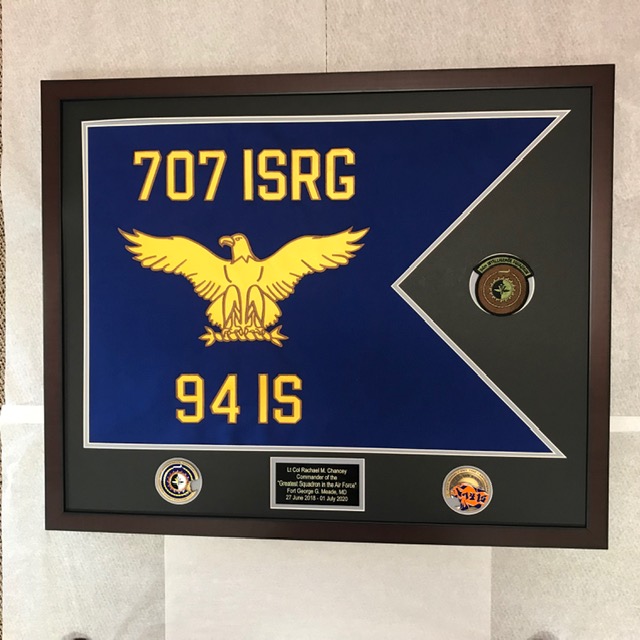 707 ISRG
94 IS
Lt Col Rachael M. Chancey
Commander of the
"Greatest Squadron in the Air Force"
Fort George G. Meade, MD
27 June 2018 - 01 July 2020